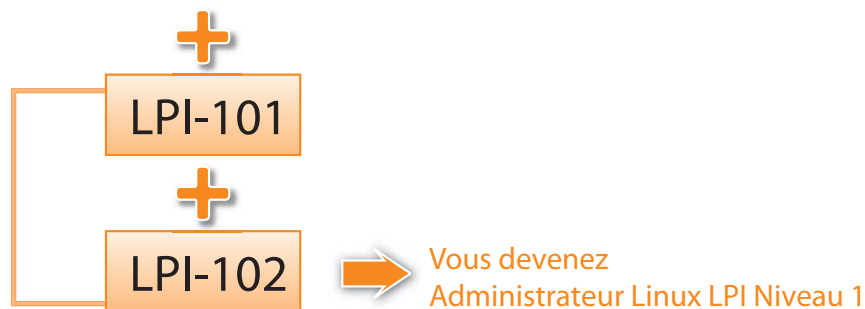 LPI-101
LPI-102
Vous devenez
Administrateur Linux LPI Niveau 1